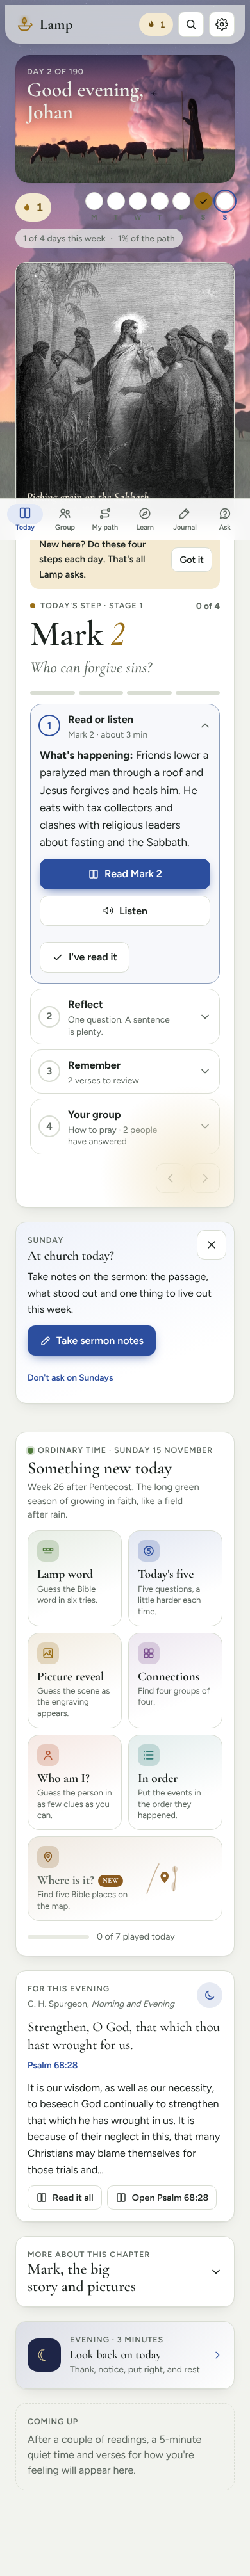 Lamp
1
DAY 2 OF 190
Good evening,
Johan
1
S
1 of 4 days this week · 1% of the path
Picking grain on the Sabbath
Today
Group
My path
Learn
Journal
Ask
New here? Do these four
steps each day. That's all
Lamp asks.
Got it
TODAY'S STEP · STAGE 1
0 of 4
Mark 2
Who can forgive sins?
1
Read or listen
Mark 2 · about 3 min
What's happening: Friends lower a
paralyzed man through a roof and
Jesus forgives and heals him. He
eats with tax collectors and
clashes with religious leaders
about fasting and the Sabbath.
Read Mark 2
Listen
I've read it
2
Reflect
One question. A sentence
is plenty.
3
Remember
2 verses to review
4
Your group
How to pray · 2 people
have answered
SUNDAY
At church today?
Take notes on the sermon: the passage,
what stood out and one thing to live out
this week.
Take sermon notes
Don't ask on Sundays
ORDINARY TIME · SUNDAY 15 NOVEMBER
Something new today
Week 26 after Pentecost. The long green
season of growing in faith, like a field
after rain.
Lamp word
Guess the Bible
word in six tries.
Today's five
Five questions, a
little harder each
time.
Picture reveal
Guess the scene as
the engraving
appears.
Connections
Find four groups of
four.
Who am I?
Guess the person in
as few clues as you
can.
In order
Put the events in
the order they
happened.
Where is it? NEW
Find five Bible places on
the map.
0 of 7 played today
FOR THIS EVENING
C. H. Spurgeon, Morning and Evening
Strengthen, O God, that which thou
hast wrought for us.
Psalm 68:28
It is our wisdom, as well as our necessity,
to beseech God continually to strengthen
that which he has wrought in us. It is
because of their neglect in this, that many
Christians may blame themselves for
those trials and…
Read it all
Open Psalm 68:28
MORE ABOUT THIS CHAPTER
Mark, the big
story and pictures
EVENING · 3 MINUTES
Look back on today
Thank, notice, put right, and rest
COMING UP
After a couple of readings, a 5-minute
quiet time and verses for how you're
feeling will appear here.